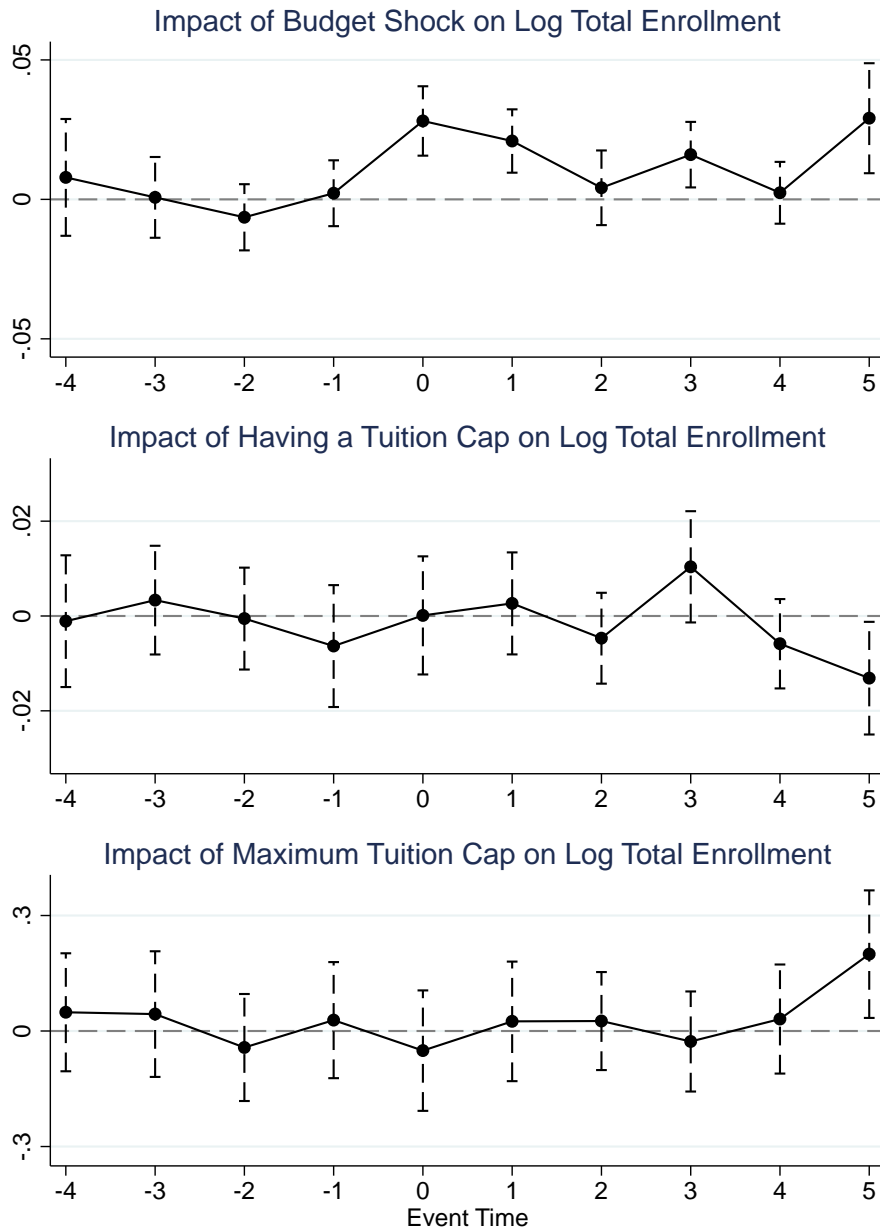 Impact of Budget Shock on Log Total Enrollment
.05
0
-.05
-4 -3 -2 -1 0 1 2 3 4 5
Impact of Having a Tuition Cap on Log Total Enrollment
.02
0
-.02
-4 -3 -2 -1 0 1 2 3 4 5
Impact of Maximum Tuition Cap on Log Total Enrollment
.3
0
-.3
-4 -3 -2 -1 0 1 2 3 4 5
Event Time